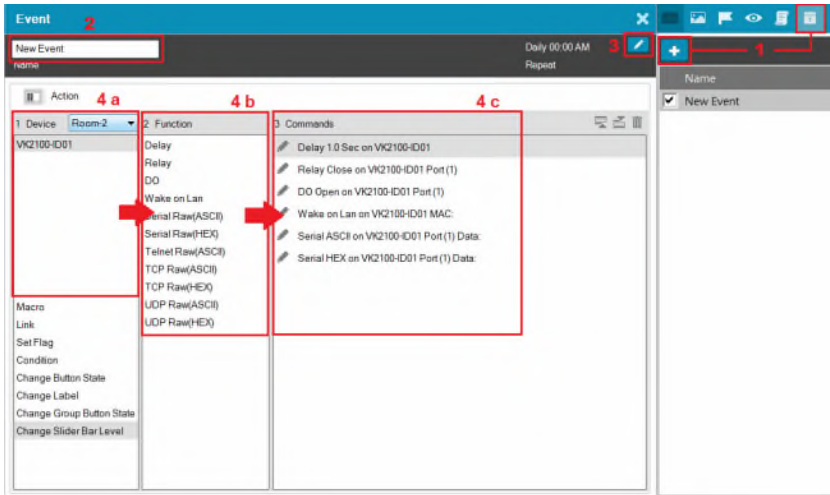 Event
2
New Event
Name
Daily 00:00 AM
Repeat
3
1
Name
New Event
Action
4 a
4 b
4 c
1 Device
Room-2
2 Function
3 Commands
VK2100-ID01
Macro
Link
Set Flag
Condition
Change Button State
Change Label
Change Group Button State
Change Slider Bar Level
Delay
Relay
DO
Wake on Lan
Serial Raw(ASCII)
Serial Raw(HEX)
Telnet Raw(ASCII)
TCP Raw(ASCII)
TCP Raw(HEX)
UDP Raw(ASCII)
UDP Raw(HEX)
Delay 1.0 Sec on VK2100-ID01
Relay Close on VK2100-ID01 Port (1)
DO Open on VK2100-ID01 Port (1)
Wake on Lan on VK2100-ID01 MAC:
Serial ASCII on VK2100-ID01 Port (1) Data:
Serial HEX on VK2100-ID01 Port (1) Data: